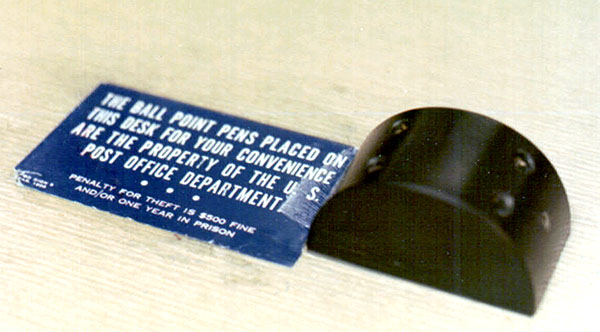 THE BALL POINT PENS PLACED ON
THIS DESK FOR YOUR CONVENIENCE
ARE THE PROPERTY OF THE U. S.
POST OFFICE DEPARTMENT
• • •
PENALTY FOR THEFT IS $500 FINE
AND/OR ONE YEAR IN PRISON